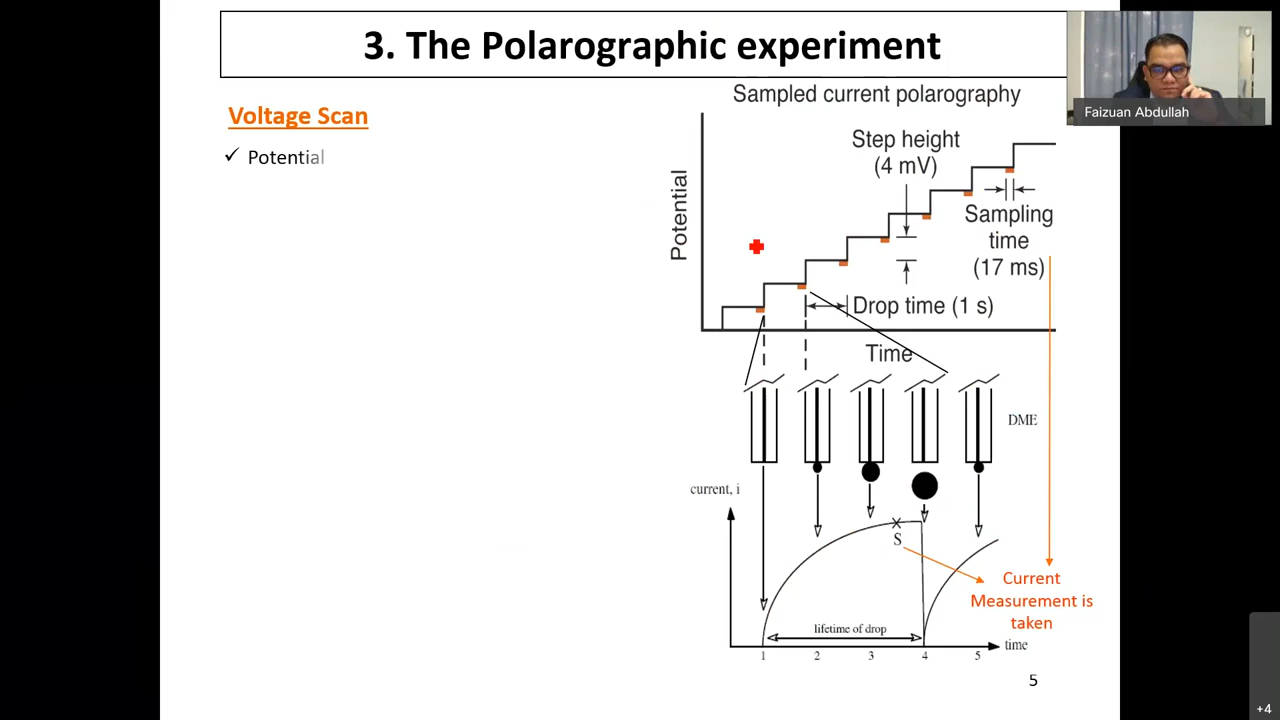 3. The Polarographic experiment
Faizuan Abdullah
Voltage Scan
✓ Potential
Sampled current polarography
Step height
(4 mV)
Potential
Sampling
time
(17 ms)
Drop time (1 s)
Time
DME
current, i
S
Current
Measurement is
taken
lifetime of drop
time
1 2 3 4 5
5
+4